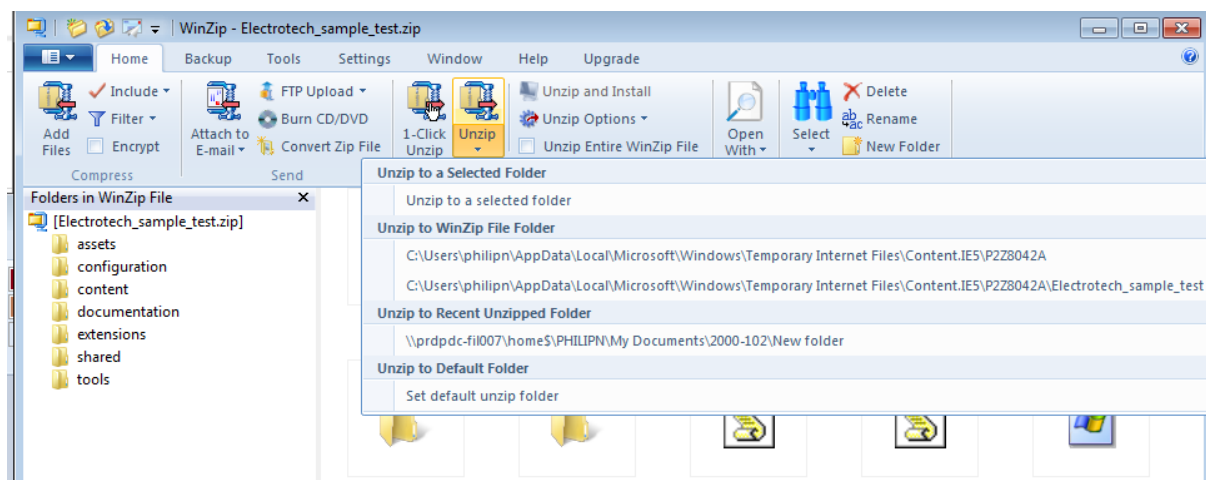 WinZip - Electrotech_sample_test.zip
Home Backup Tools Settings Window Help Upgrade
Add Files
Include
Filter
Encrypt
Compress
Attach to E-mail
FTP Upload
Burn CD/DVD
Convert Zip File
Send
1-Click Unzip
Unzip
Unzip and Install
Unzip Options
Unzip Entire WinZip File
Open With
Select
Delete
Rename
New Folder
Folders in WinZip File
[Electrotech_sample_test.zip]
assets
configuration
content
documentation
extensions
shared
tools
Unzip to a Selected Folder
Unzip to a selected folder
Unzip to WinZip File Folder
C:\Users\philipn\AppData\Local\Microsoft\Windows\Temporary Internet Files\Content.IE5\P2Z8042A
C:\Users\philipn\AppData\Local\Microsoft\Windows\Temporary Internet Files\Content.IE5\P2Z8042A\Electrotech_sample_test
Unzip to Recent Unzipped Folder
\\prdpdc-fil007\home$\PHILIPN\My Documents\2000-102\New folder
Unzip to Default Folder
Set default unzip folder